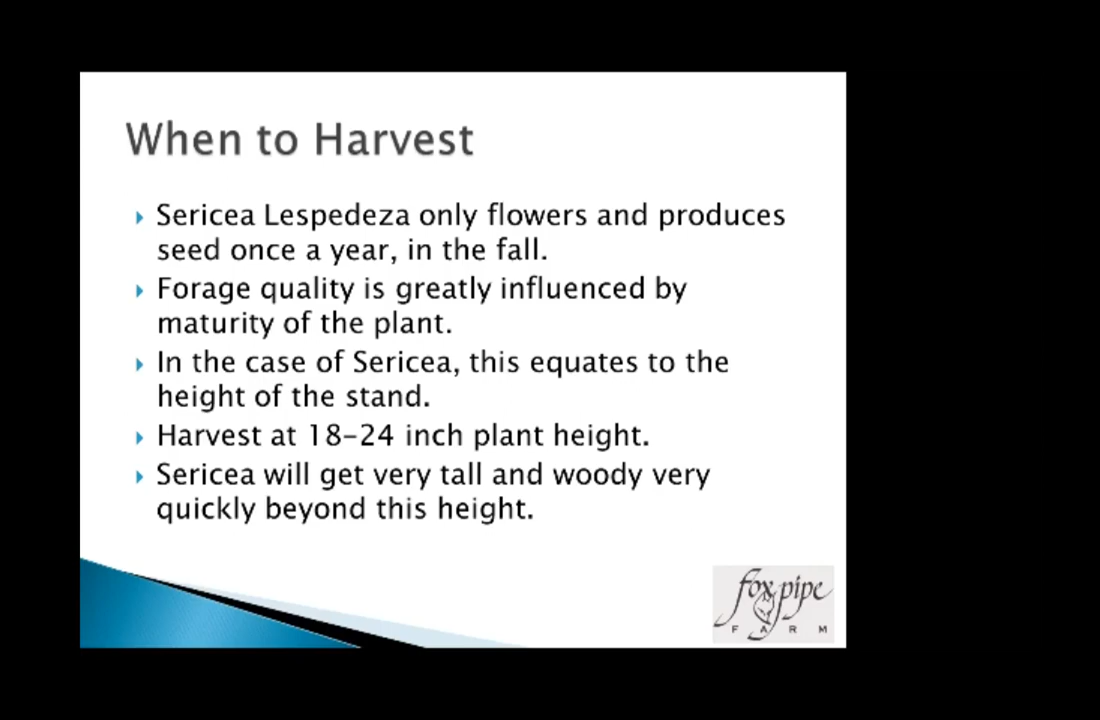 When to Harvest
Sericea Lespedeza only flowers and produces
seed once a year, in the fall.
Forage quality is greatly influenced by
maturity of the plant.
In the case of Sericea, this equates to the
height of the stand.
Harvest at 18-24 inch plant height.
Sericea will get very tall and woody very
quickly beyond this height.
fox pipe
FARM